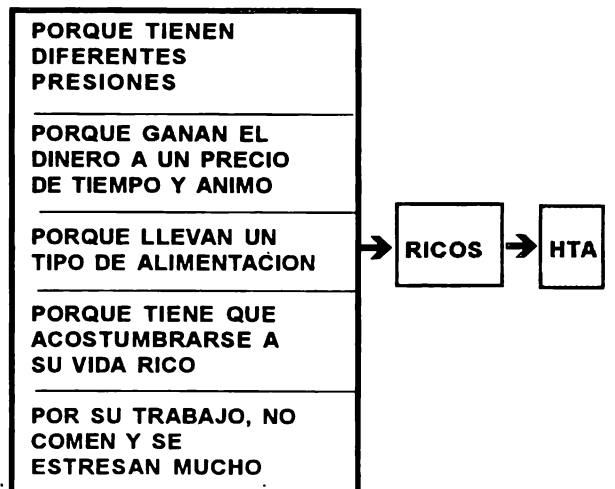 PORQUE TIENEN
DIFERENTES
PRESIONES
PORQUE GANAN EL
DINERO A UN PRECIO
DE TIEMPO Y ANIMO
PORQUE LLEVAN UN
TIPO DE ALIMENTACION
PORQUE TIENE QUE
ACOSTUMBRARSE A
SU VIDA RICO
POR SU TRABAJO, NO
COMEN Y SE
ESTRESAN MUCHO
RICOS
HTA